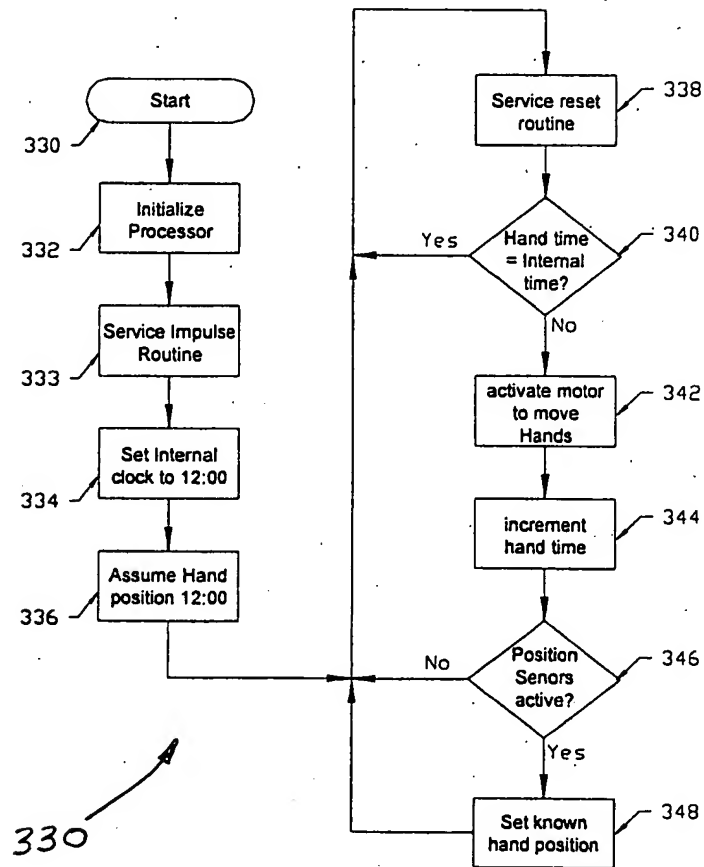 Start
330
Initialize
Processor
332
Service Impulse
Routine
333
Set Internal
clock to 12:00
334
Assume Hand
position 12:00
336
330
Service reset
routine
338
Hand time
= Internal
time?
340
Yes
No
activate motor
to move
Hands
342
increment
hand time
344
Position
Senors
active?
346
No
Yes
Set known
hand position
348